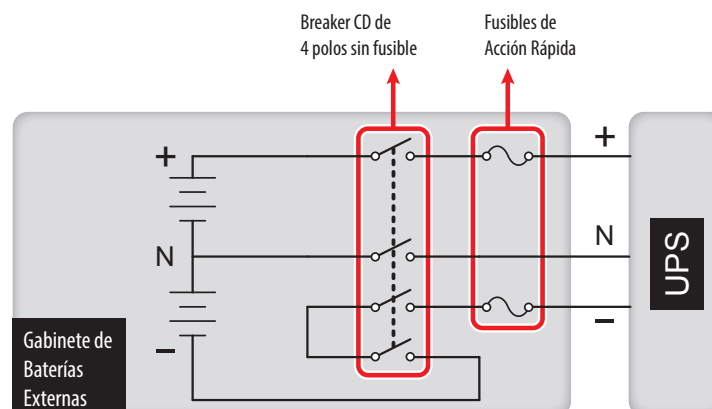 Breaker CD de
4 polos sin fusible
Fusibles de
Acción Rápida
+
+
N
N
−
−
UPS
Gabinete de
Baterías
Externas